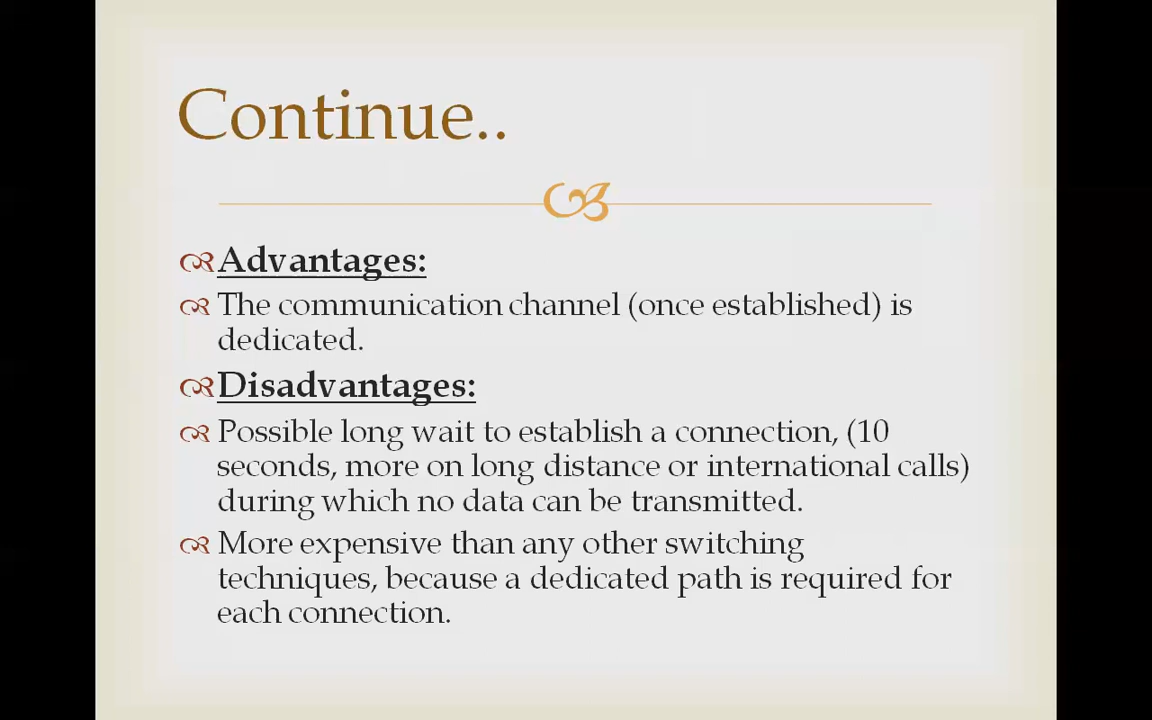 Continue..
Advantages:
The communication channel (once established) is
dedicated.
Disadvantages:
Possible long wait to establish a connection, (10
seconds, more on long distance or international calls)
during which no data can be transmitted.
More expensive than any other switching
techniques, because a dedicated path is required for
each connection.